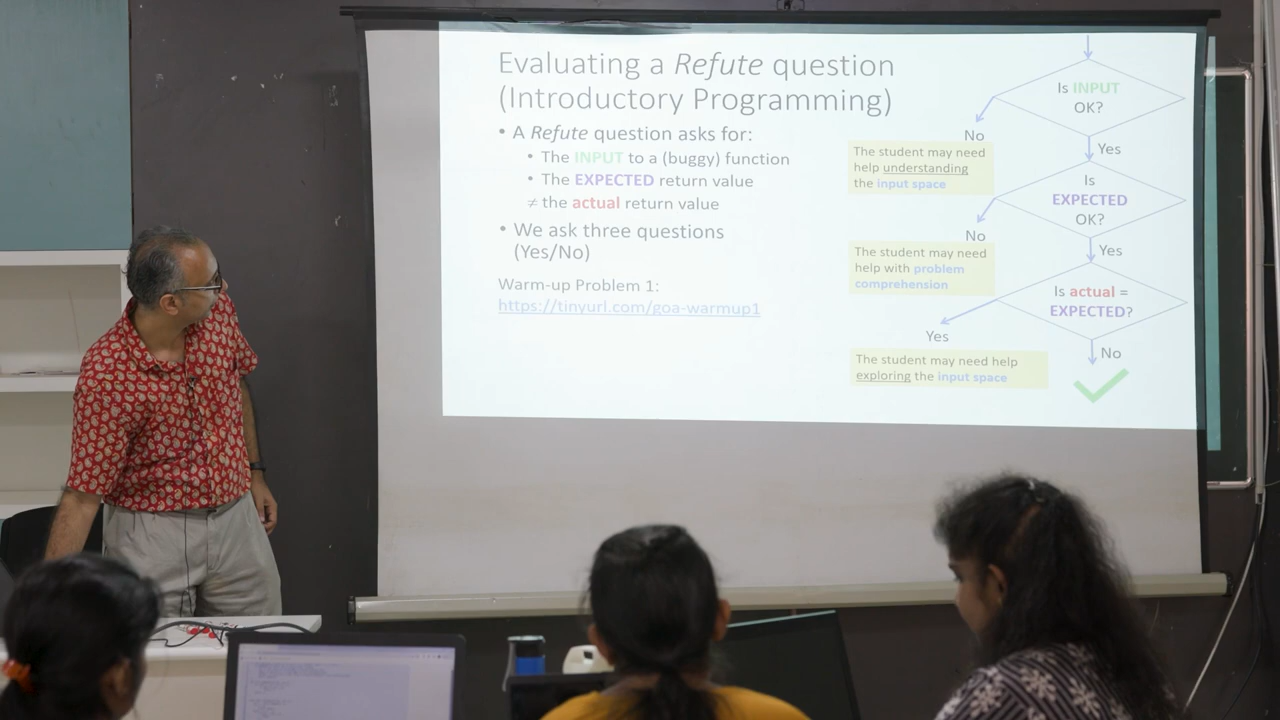 Evaluating a Refute question
(Introductory Programming)
• A Refute question asks for:
• The INPUT to a (buggy) function
• The EXPECTED return value
≠ the actual return value
• We ask three questions
(Yes/No)
Warm-up Problem 1:
https://tinyurl.com/goa-warmup1
Is INPUT
OK?
No
Yes
The student may need
help understanding
the input space
Is
EXPECTED
OK?
No
Yes
The student may need
help with problem
comprehension
Is actual =
EXPECTED?
Yes
No
The student may need help
exploring the input space